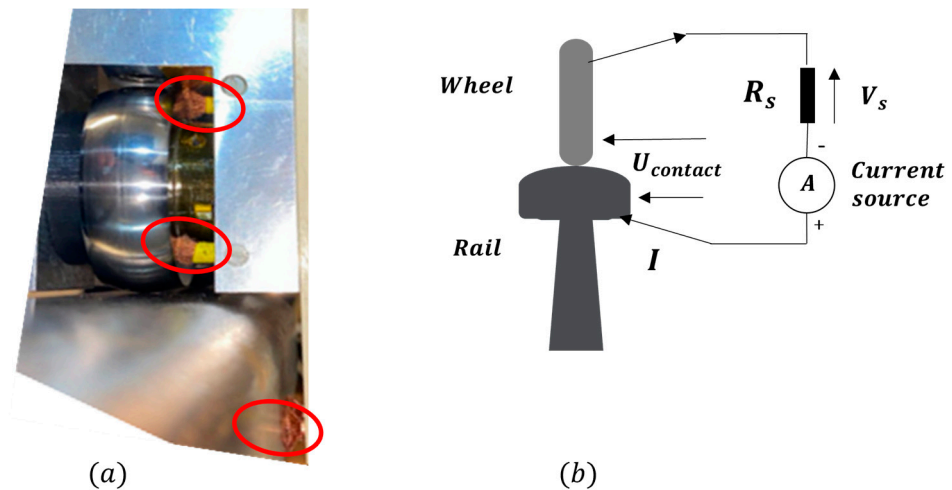 Wheel
R_s
V_s
U_contact
-
A
Current
source
+
Rail
I
(a)
(b)